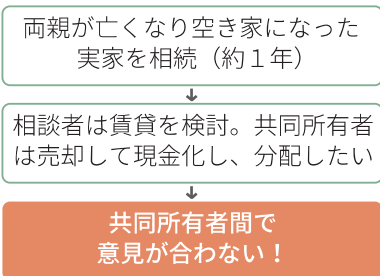 両親が亡くなり空き家になった
実家を相続（約１年）
相談者は賃貸を検討。共同所有者
は売却して現金化し、分配したい
共同所有者間で
意見が合わない！